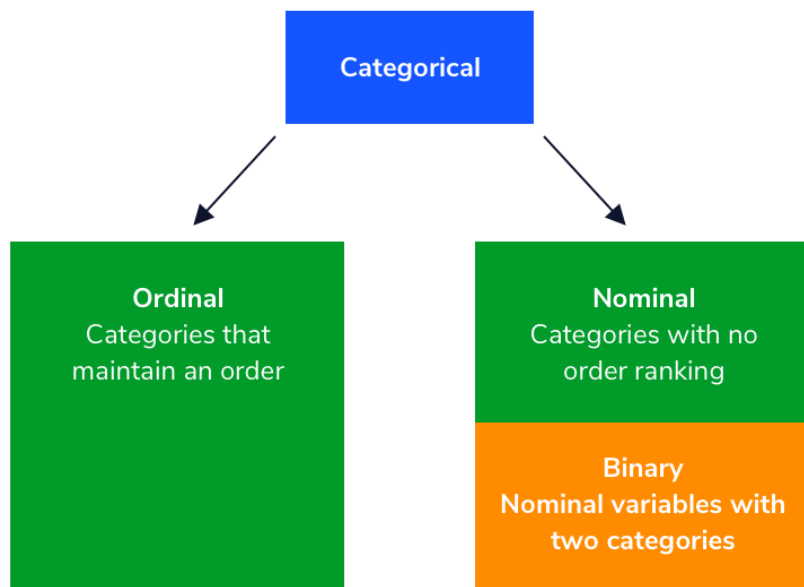 Categorical
Ordinal
Categories that
maintain an order
Nominal
Categories with no
order ranking
Binary
Nominal variables with
two categories